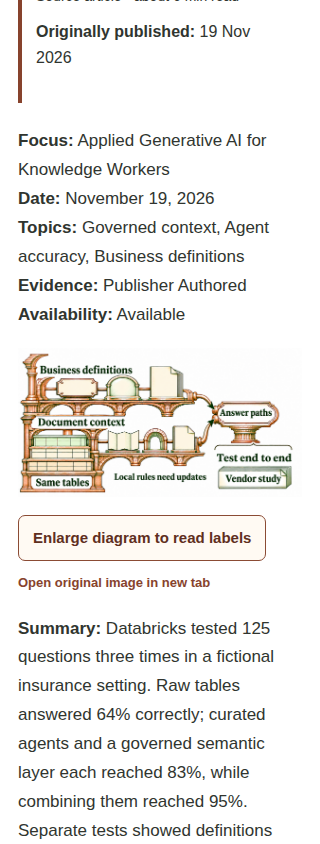 Originally published: 19 Nov
2026
Focus: Applied Generative AI for
Knowledge Workers
Date: November 19, 2026
Topics: Governed context, Agent
accuracy, Business definitions
Evidence: Publisher Authored
Availability: Available
Business definitions
Document context
Same tables
Local rules need updates
Answer paths
Test end to end
Vendor study
Enlarge diagram to read labels
Open original image in new tab
Summary: Databricks tested 125
questions three times in a fictional
insurance setting. Raw tables
answered 64% correctly; curated
agents and a governed semantic
layer each reached 83%, while
combining them reached 95%.
Separate tests showed definitions